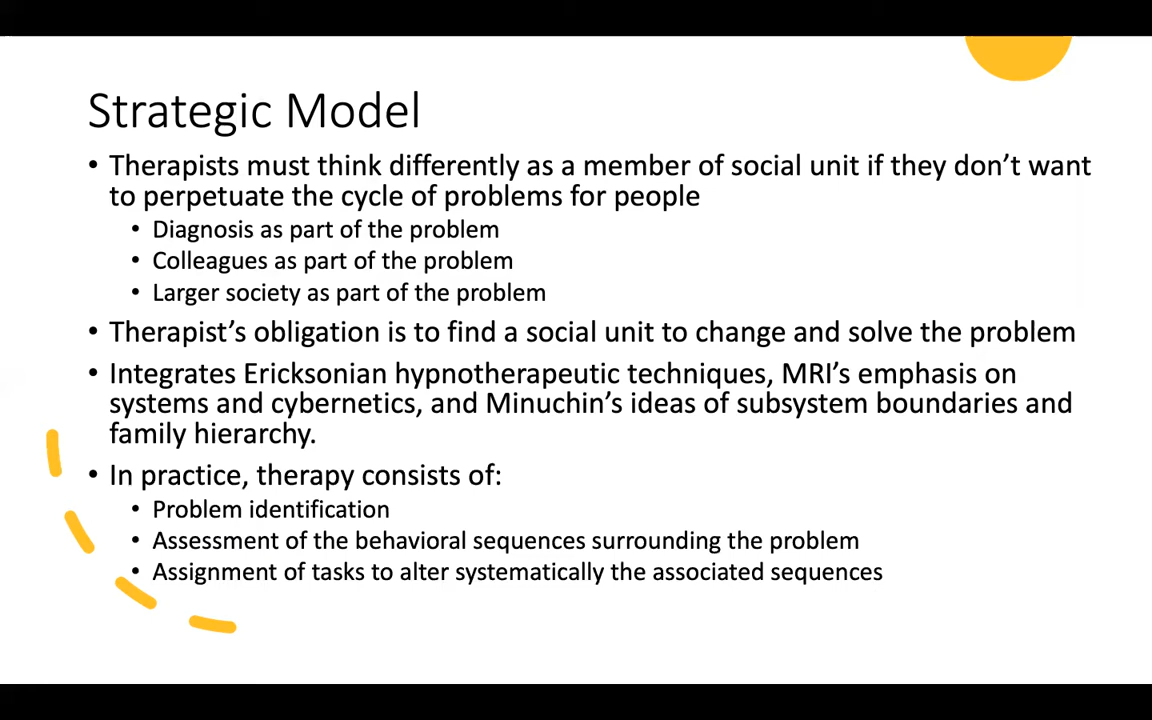 Strategic Model
• Therapists must think differently as a member of social unit if they don’t want
to perpetuate the cycle of problems for people
• Diagnosis as part of the problem
• Colleagues as part of the problem
• Larger society as part of the problem
• Therapist’s obligation is to find a social unit to change and solve the problem
• Integrates Ericksonian hypnotherapeutic techniques, MRI’s emphasis on
systems and cybernetics, and Minuchin’s ideas of subsystem boundaries and
family hierarchy.
• In practice, therapy consists of:
• Problem identification
• Assessment of the behavioral sequences surrounding the problem
• Assignment of tasks to alter systematically the associated sequences